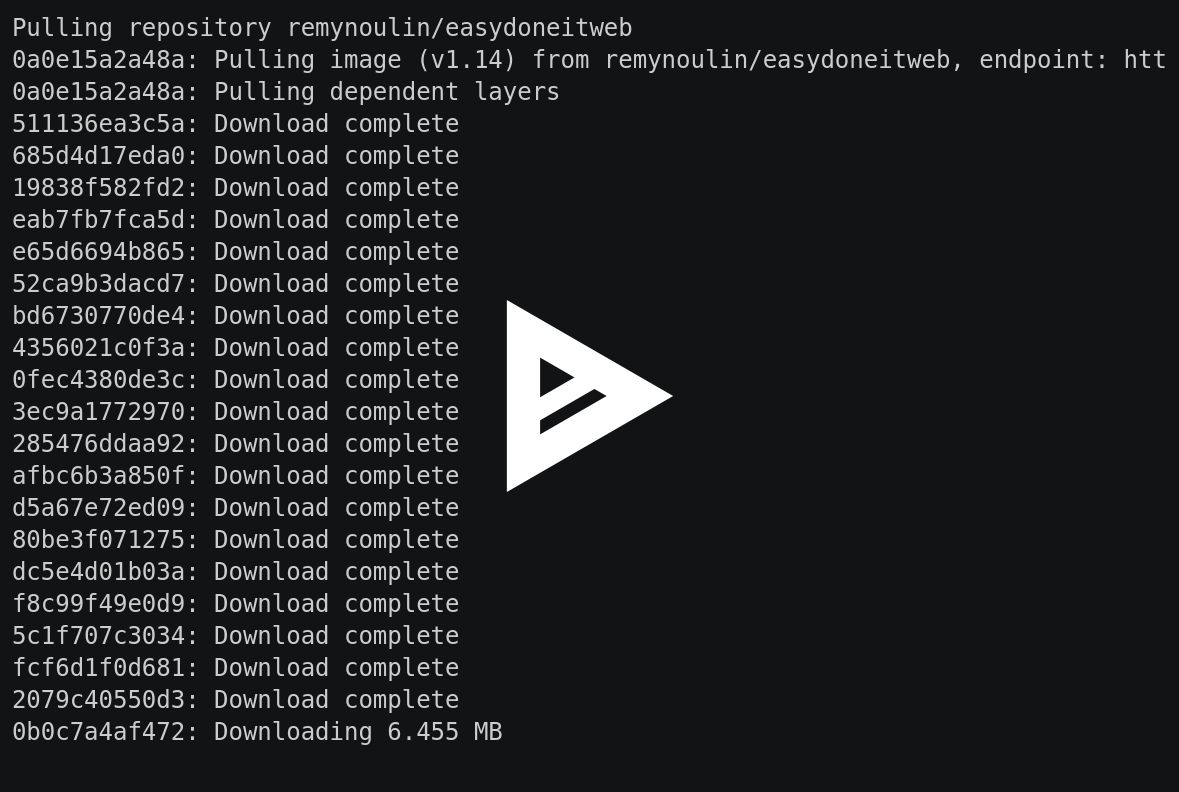 Pulling repository remynoulin/easydoneitweb
0a0e15a2a48a: Pulling image (v1.14) from remynoulin/easydoneitweb, endpoint: htt
0a0e15a2a48a: Pulling dependent layers
511136ea3c5a: Download complete
685d4d17eda0: Download complete
19838f582fd2: Download complete
eab7fb7fca5d: Download complete
e65d6694b865: Download complete
52ca9b3dacd7: Download complete
bd6730770de4: Download complete
4356021c0f3a: Download complete
0fec4380de3c: Download complete
3ec9a1772970: Download complete
285476ddaa92: Download complete
afbc6b3a850f: Download complete
d5a67e72ed09: Download complete
80be3f071275: Download complete
dc5e4d01b03a: Download complete
f8c99f49e0d9: Download complete
5c1f707c3034: Download complete
fcf6d1f0d681: Download complete
2079c40550d3: Download complete
0b0c7a4af472: Downloading 6.455 MB